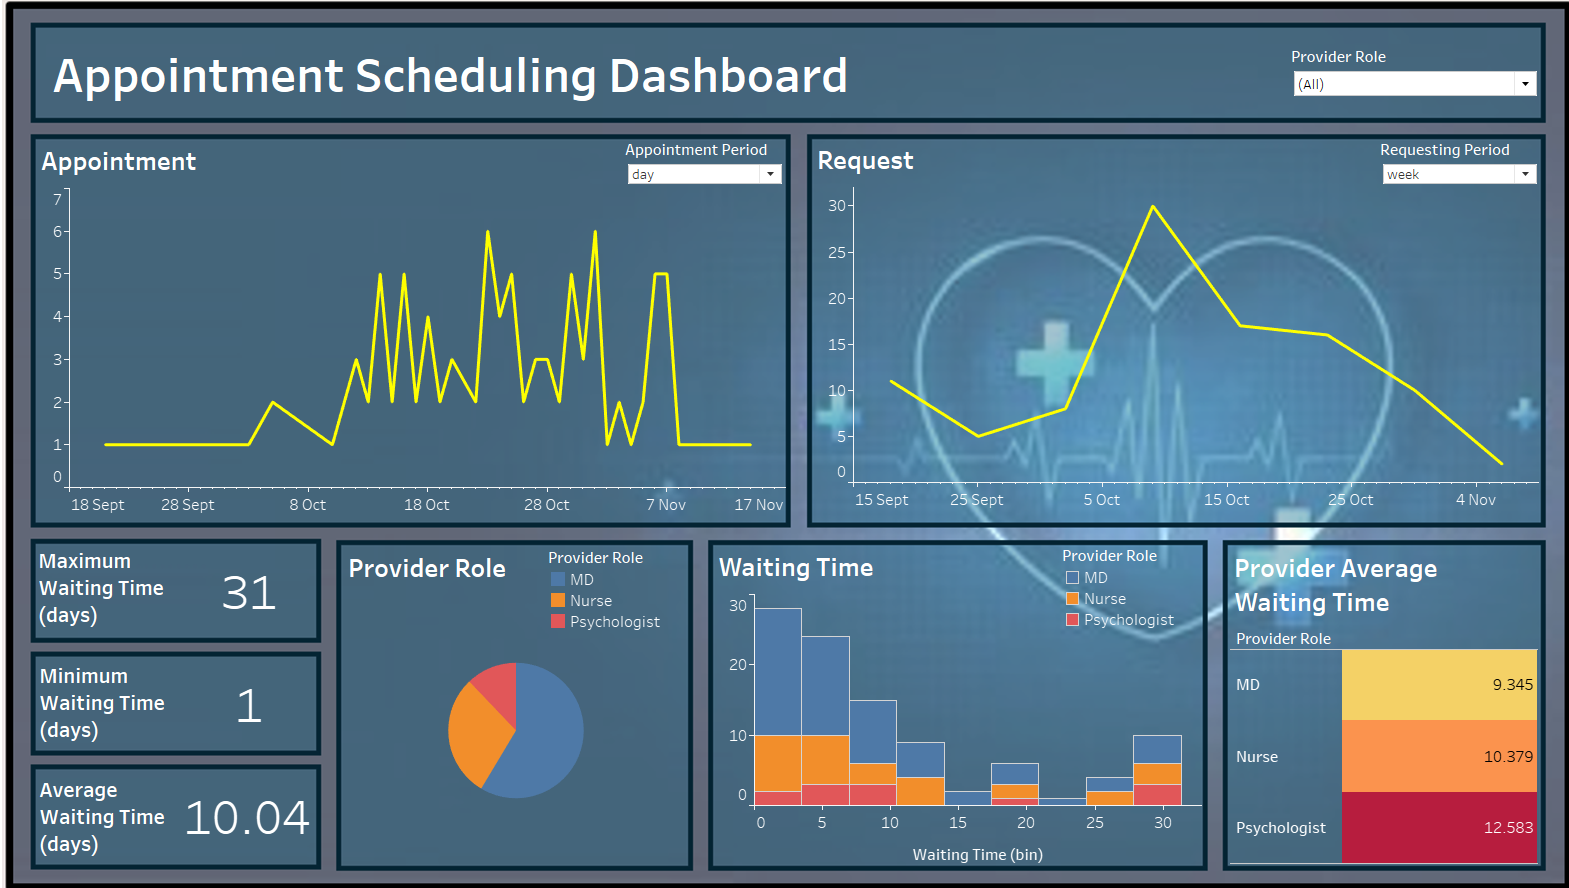 Appointment Scheduling Dashboard
Provider Role
(All)
Appointment
Appointment Period
day
7
6
5
4
3
2
1
0
18 Sept
28 Sept
8 Oct
18 Oct
28 Oct
7 Nov
17 Nov
Request
Requesting Period
week
30
25
20
15
10
5
0
15 Sept
25 Sept
5 Oct
15 Oct
25 Oct
4 Nov
Maximum
Waiting Time
(days)
31
Minimum
Waiting Time
(days)
1
Average
Waiting Time
(days)
10.04
Provider Role
Provider Role
MD
Nurse
Psychologist
Waiting Time
Provider Role
MD
Nurse
Psychologist
30
20
10
0
0
5
10
15
20
25
30
Waiting Time (bin)
Provider Average
Waiting Time
Provider Role
MD
9.345
Nurse
10.379
Psychologist
12.583